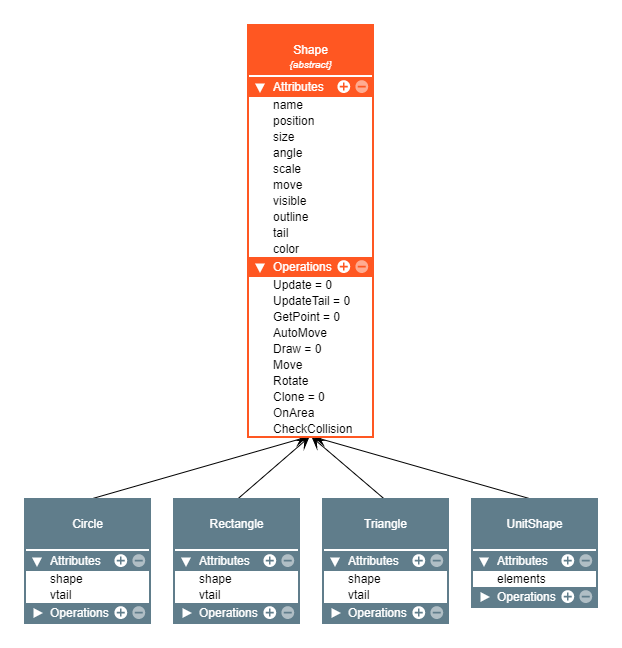 Shape
{abstract}
Attributes
name
position
size
angle
scale
move
visible
outline
tail
color
Operations
Update = 0
UpdateTail = 0
GetPoint = 0
AutoMove
Draw = 0
Move
Rotate
Clone = 0
OnArea
CheckCollision
Circle
Attributes
shape
vtail
Operations
Rectangle
Attributes
shape
vtail
Operations
Triangle
Attributes
shape
vtail
Operations
UnitShape
Attributes
elements
Operations